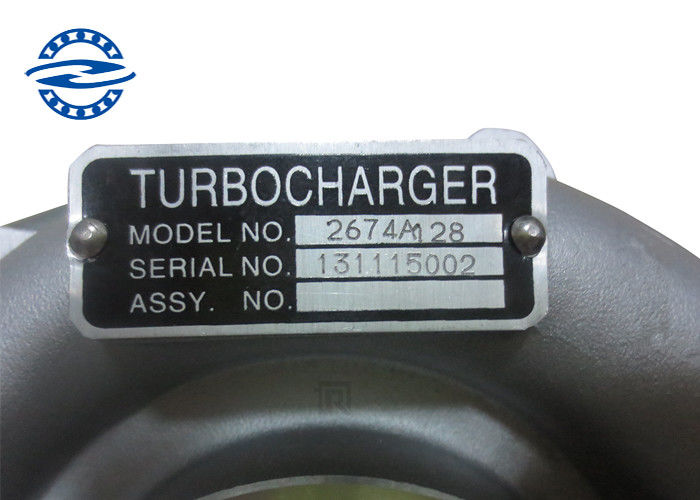 TURBOCHARGER
MODEL NO. 2674A128
SERIAL NO. 131115002
ASSY. NO.